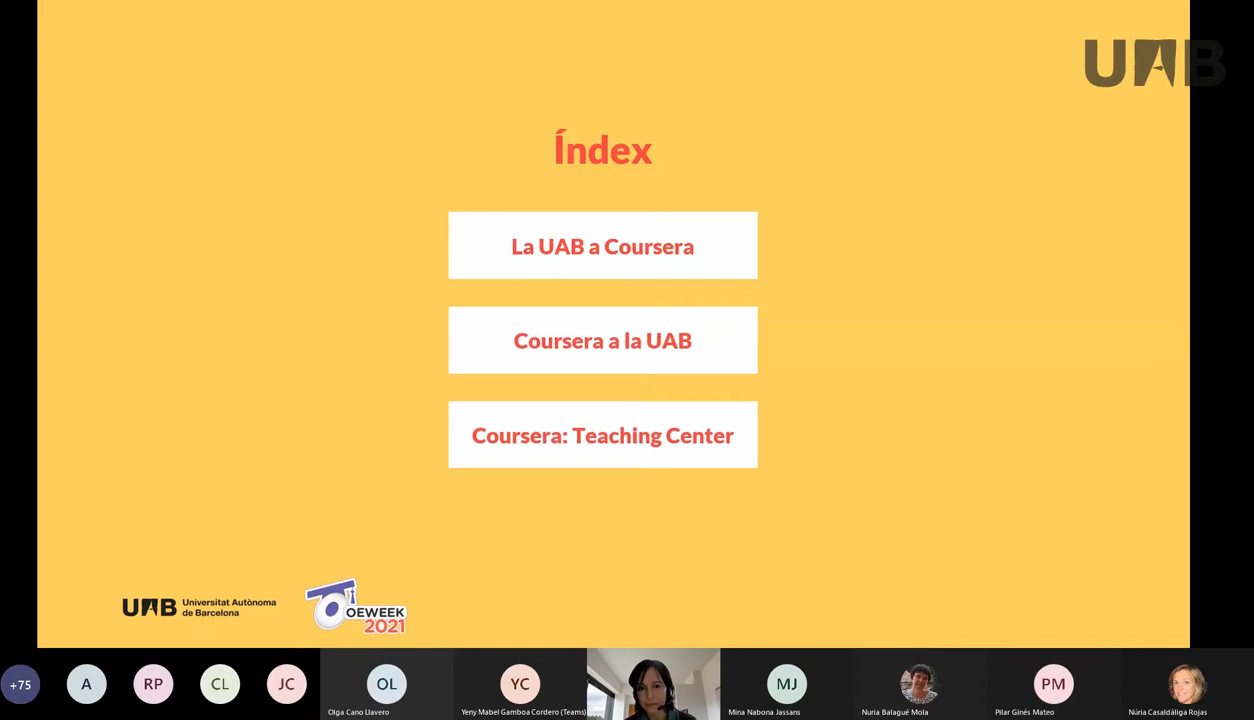 UAB
Índex
La UAB a Coursera
Coursera a la UAB
Coursera: Teaching Center
UAB Universitat Autònoma
de Barcelona
OEWEEK
2021
+75
A
RP
CL
JC
OL
YC
MJ
PM
Olga Cano Llavero
Yeny Mabel Gamboa Cordero (Teams)
Mina Nabona Jassans
Nuria Balagué Mola
Pilar Ginés Mateo
Núria Casaldáliga Rojas